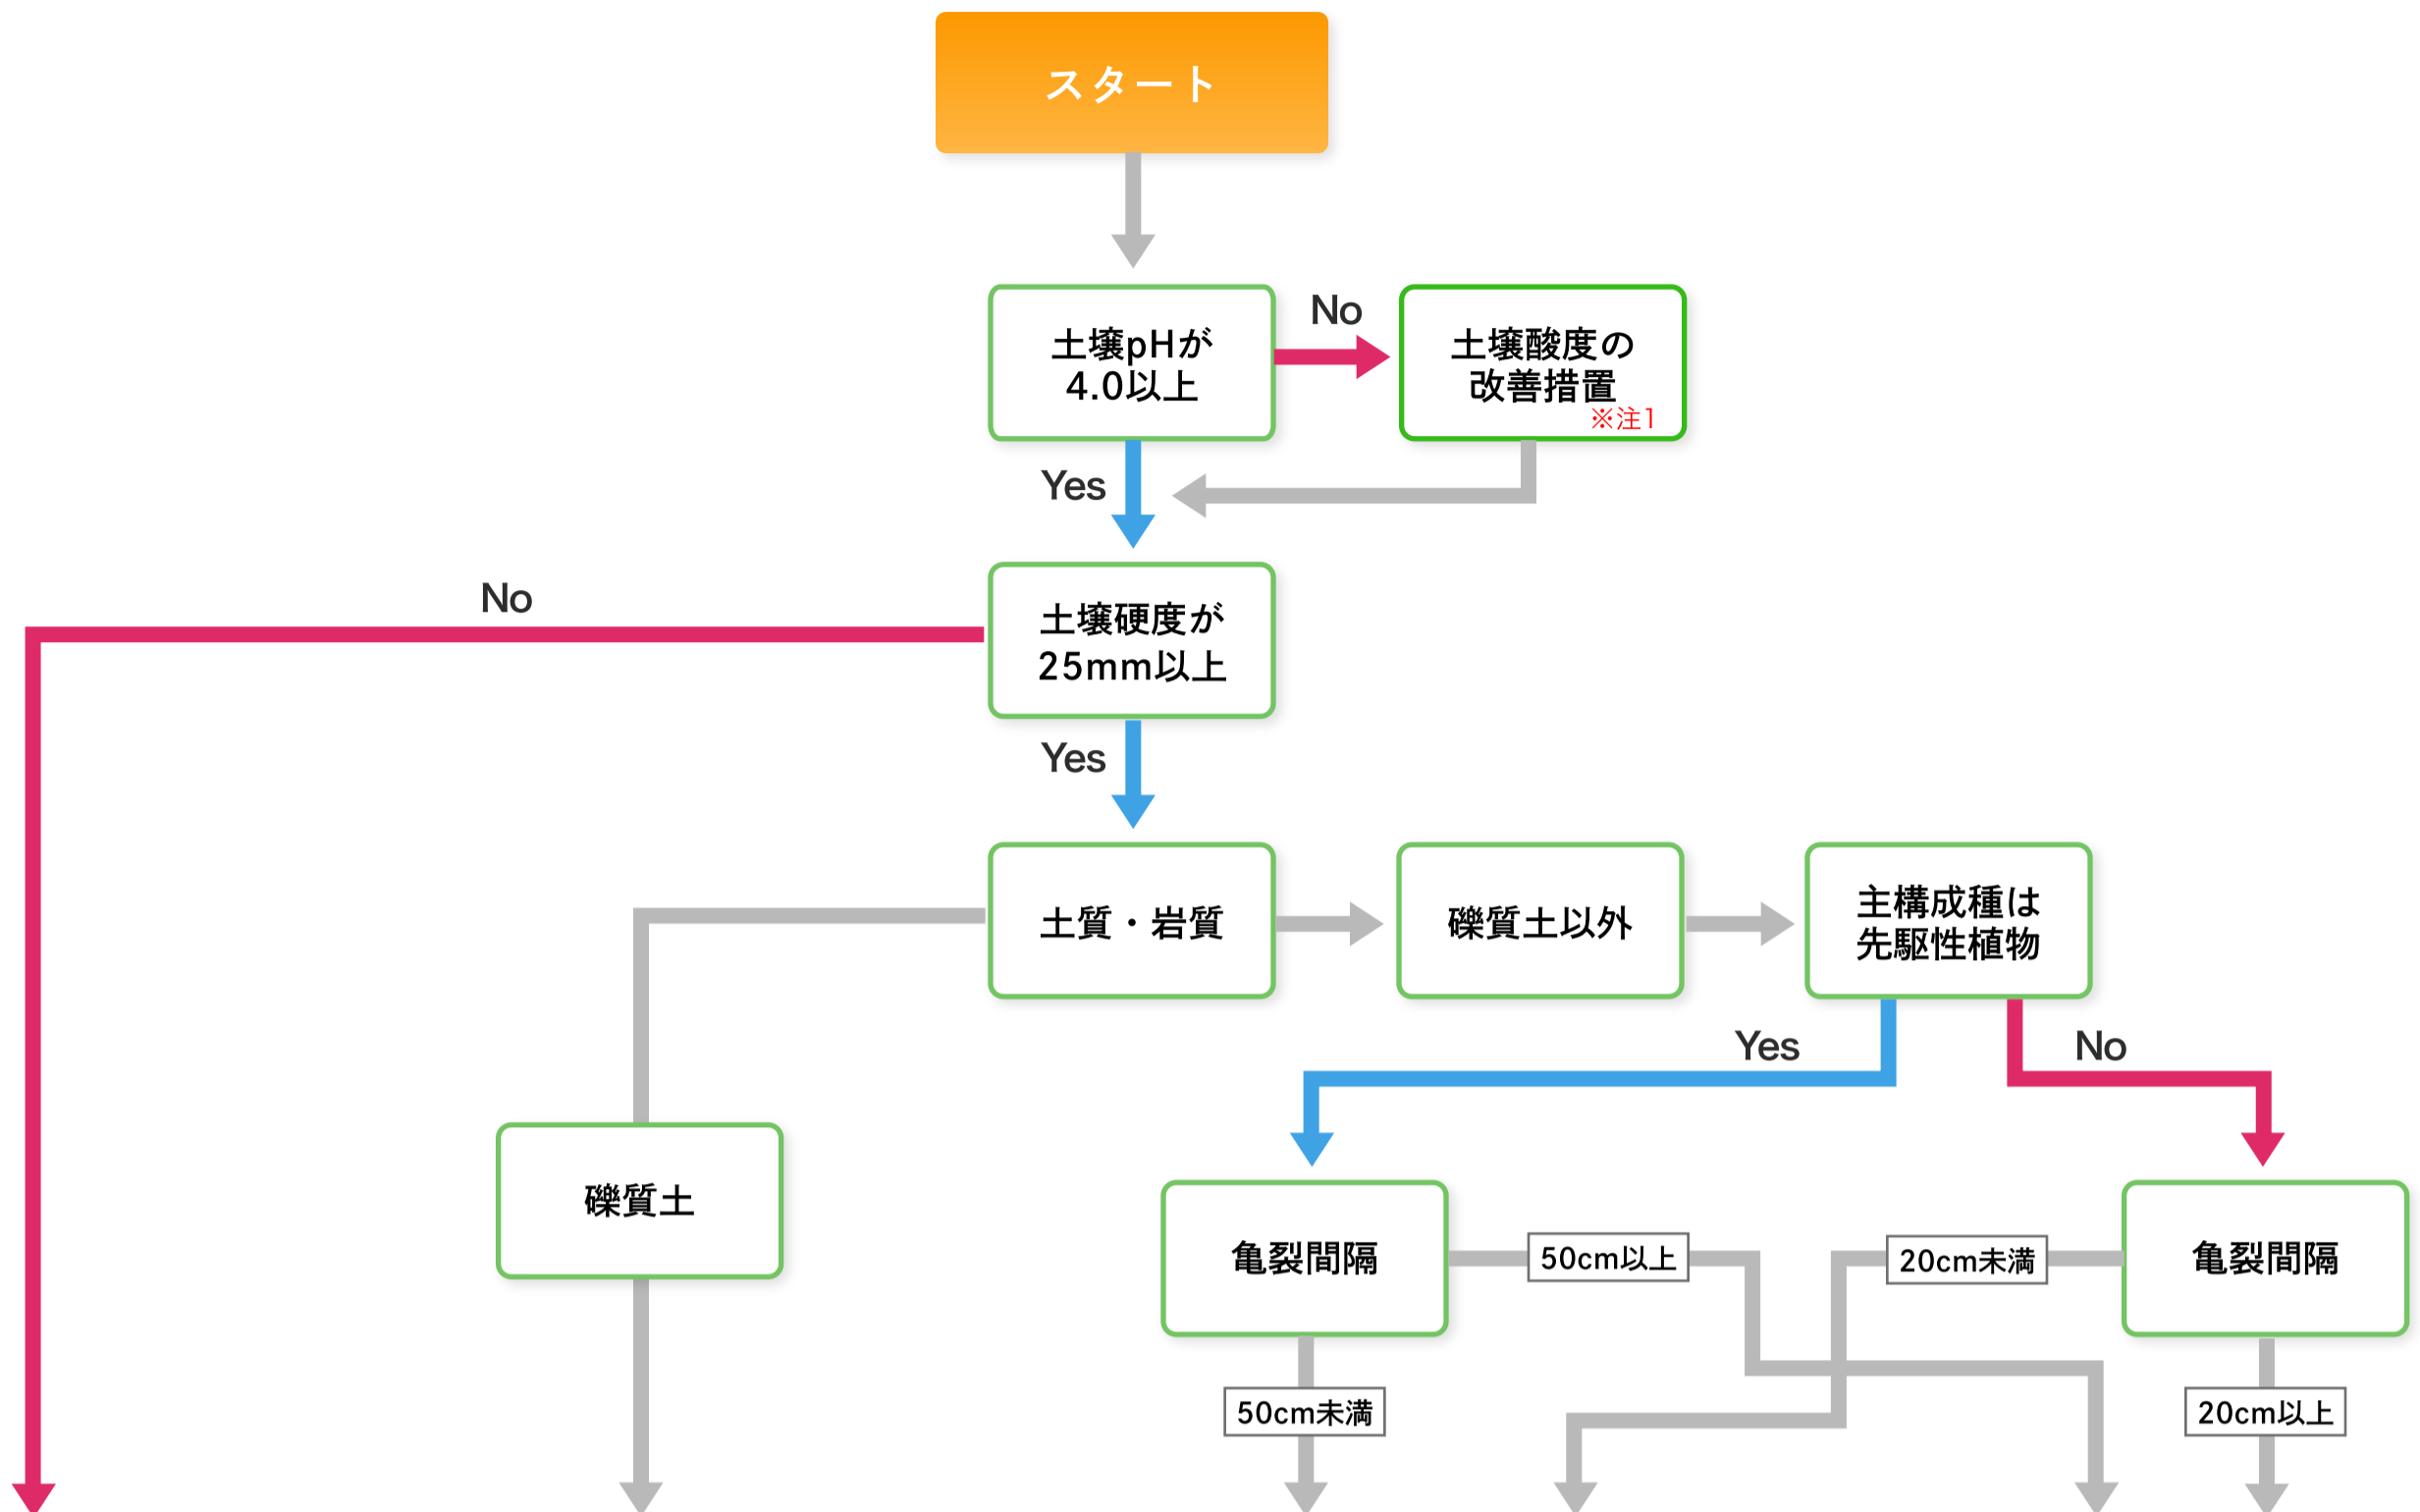 スタート
土壌pHが
4.0以上
No
土壌酸度の
改善措置
※注1
Yes
No
土壌硬度が
25mm以上
Yes
土質・岩質
礫質土以外
主構成種は
先駆性植物
Yes
No
礫質土
亀裂間隔
50cm以上
20cm未満
亀裂間隔
50cm未満
20cm以上